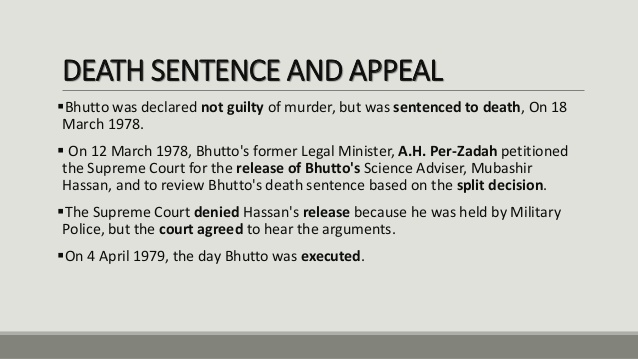 DEATH SENTENCE AND APPEAL
▪Bhutto was declared not guilty of murder, but was sentenced to death, On 18
March 1978.
▪ On 12 March 1978, Bhutto's former Legal Minister, A.H. Per-Zadah petitioned
the Supreme Court for the release of Bhutto's Science Adviser, Mubashir
Hassan, and to review Bhutto's death sentence based on the split decision.
▪The Supreme Court denied Hassan's release because he was held by Military
Police, but the court agreed to hear the arguments.
▪On 4 April 1979, the day Bhutto was executed.